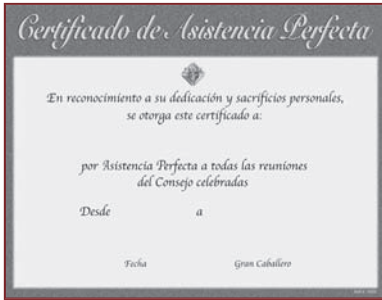 Certificado de Asistencia Perfecta
En reconocimiento a su dedicación y sacrificios personales,
se otorga este certificado a:
por Asistencia Perfecta a todas las reuniones
del Consejo celebradas
Desde a
Fecha Gran Caballero